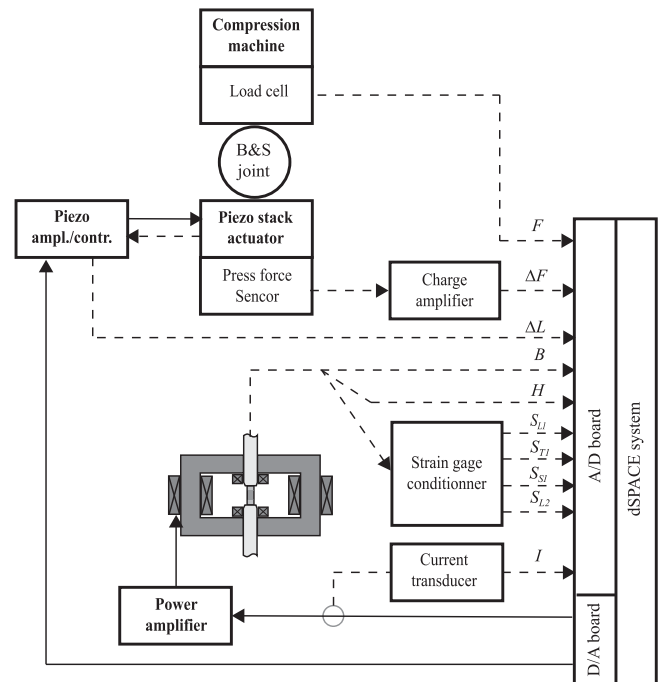 Compression
machine
Load cell
B&S
joint
Piezo
ampl./contr.
Piezo stack
actuator
Press force
Sencor
Charge
amplifier
F
ΔF
ΔL
B
H
Strain gage
conditionner
S_L1
S_T1
S_S1
S_L2
Current
transducer
I
Power
amplifier
A/D board
D/A board
dSPACE system